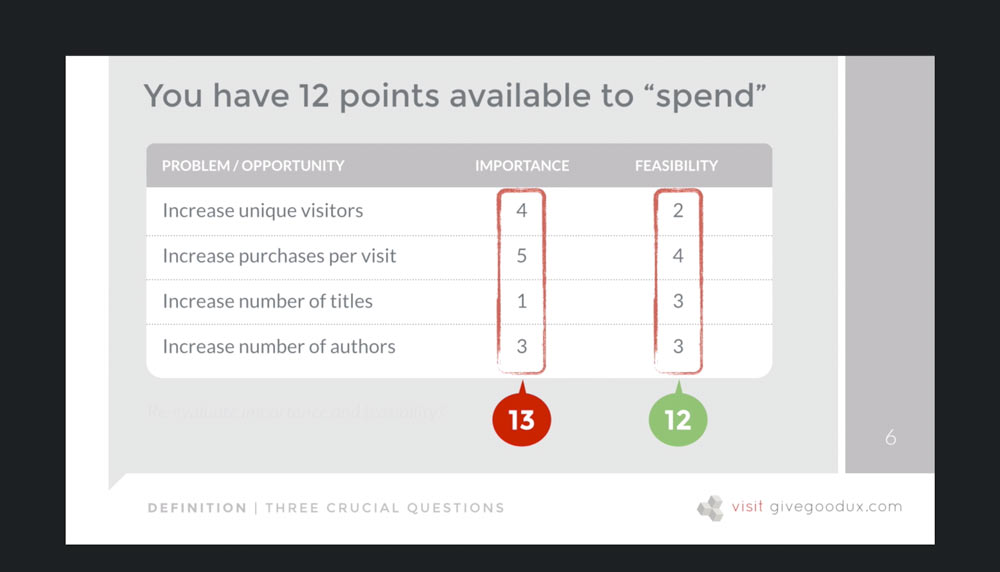 You have 12 points available to “spend”
PROBLEM / OPPORTUNITY IMPORTANCE FEASIBILITY
Increase unique visitors 4 2
Increase purchases per visit 5 4
Increase number of titles 1 3
Increase number of authors 3 3
Re-evaluate importance and feasibility?
13 12
6
DEFINITION | THREE CRUCIAL QUESTIONS
visit givegoodux.com